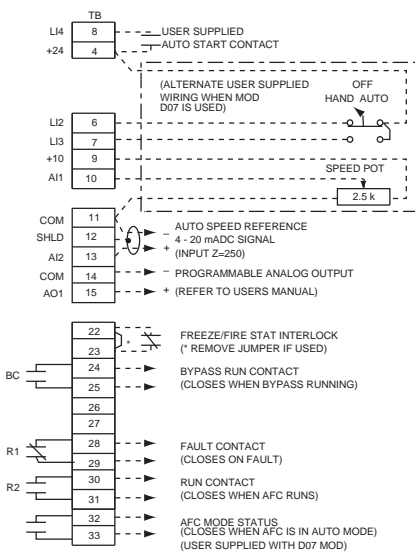 TB
LI4 8 USER SUPPLIED
+24 4 AUTO START CONTACT
(ALTERNATE USER SUPPLIED
WIRING WHEN MOD
D07 IS USED)
OFF
HAND AUTO
LI2 6
LI3 7
+10 9
AI1 10
SPEED POT
2.5 k
COM 11
SHLD 12
AI2 13
COM 14
AO1 15
– AUTO SPEED REFERENCE
4 - 20 mADC SIGNAL
+ (INPUT Z=250)
– PROGRAMMABLE ANALOG OUTPUT
+ (REFER TO USERS MANUAL)
22
23
*
FREEZE/FIRE STAT INTERLOCK
(* REMOVE JUMPER IF USED)
BC
24
25
BYPASS RUN CONTACT
(CLOSES WHEN BYPASS RUNNING)
26
27
R1
28
29
FAULT CONTACT
(CLOSES ON FAULT)
R2
30
31
RUN CONTACT
(CLOSES WHEN AFC RUNS)
32
33
AFC MODE STATUS
(CLOSES WHEN AFC IS IN AUTO MODE)
(USER SUPPLIED WITH D07 MOD)